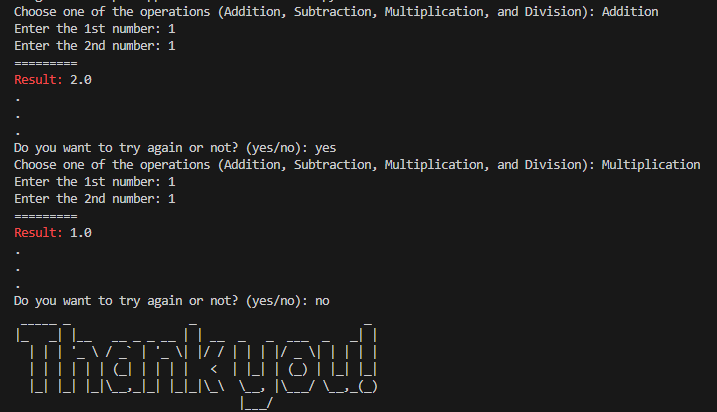 Choose one of the operations (Addition, Subtraction, Multiplication, and Division): Addition
Enter the 1st number: 1
Enter the 2nd number: 1
=========
Result: 2.0
.
.
.
Do you want to try again or not? (yes/no): yes
Choose one of the operations (Addition, Subtraction, Multiplication, and Division): Multiplication
Enter the 1st number: 1
Enter the 2nd number: 1
=========
Result: 1.0
.
.
.
Do you want to try again or not? (yes/no): no
Thankyou!